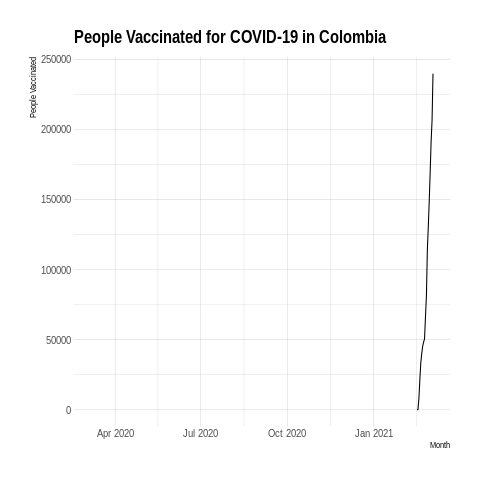 People Vaccinated for COVID-19 in Colombia
People Vaccinated
250000
200000
150000
100000
50000
0
Apr 2020
Jul 2020
Oct 2020
Jan 2021
Month